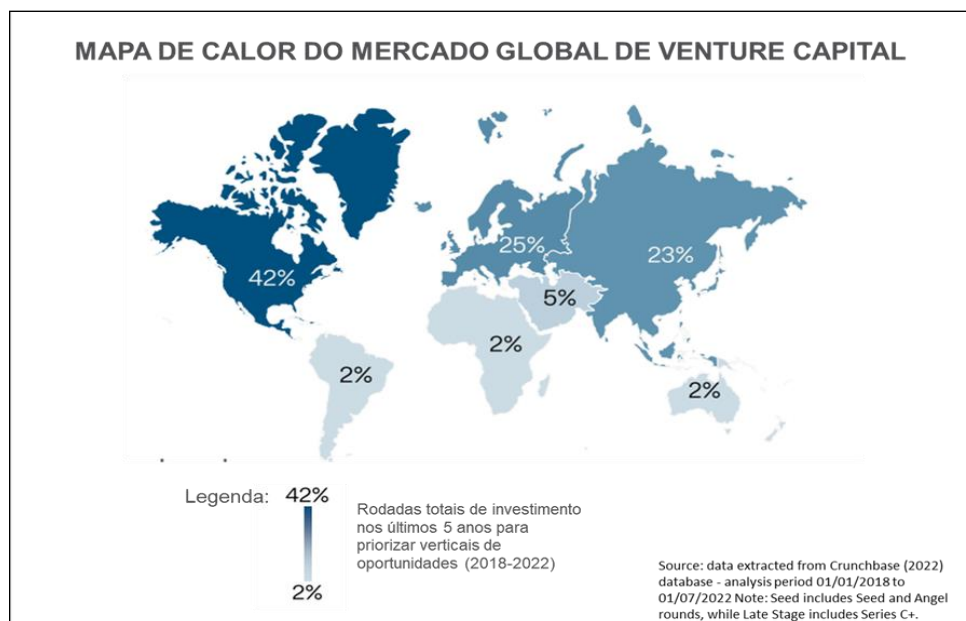 MAPA DE CALOR DO MERCADO GLOBAL DE VENTURE CAPITAL
42%
25%
23%
5%
2%
2%
2%
Legenda: 42%
2%
Rodadas totais de investimento
nos últimos 5 anos para
priorizar verticais de
oportunidades (2018-2022)
Source: data extracted from Crunchbase (2022)
database - analysis period 01/01/2018 to
01/07/2022 Note: Seed includes Seed and Angel
rounds, while Late Stage includes Series C+.